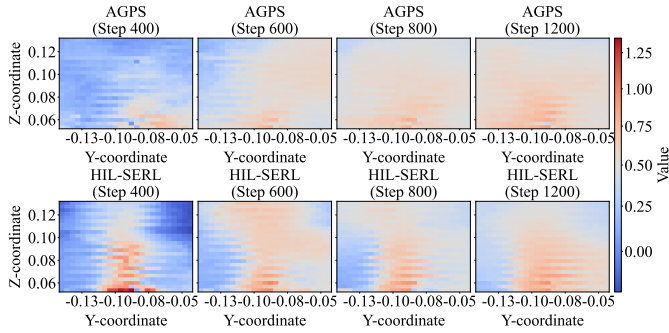 AGPS AGPS AGPS AGPS
(Step 400) (Step 600) (Step 800) (Step 1200)
Z-coordinate
0.12
0.10
0.08
0.06
-0.13-0.10-0.08-0.05 -0.13-0.10-0.08-0.05 -0.13-0.10-0.08-0.05 -0.13-0.10-0.08-0.05
Y-coordinate Y-coordinate Y-coordinate Y-coordinate
HIL-SERL HIL-SERL HIL-SERL HIL-SERL
(Step 400) (Step 600) (Step 800) (Step 1200)
Z-coordinate
0.12
0.10
0.08
0.06
-0.13-0.10-0.08-0.05 -0.13-0.10-0.08-0.05 -0.13-0.10-0.08-0.05 -0.13-0.10-0.08-0.05
Y-coordinate Y-coordinate Y-coordinate Y-coordinate
1.25
1.00
0.75
0.50
0.25
0.00
Value